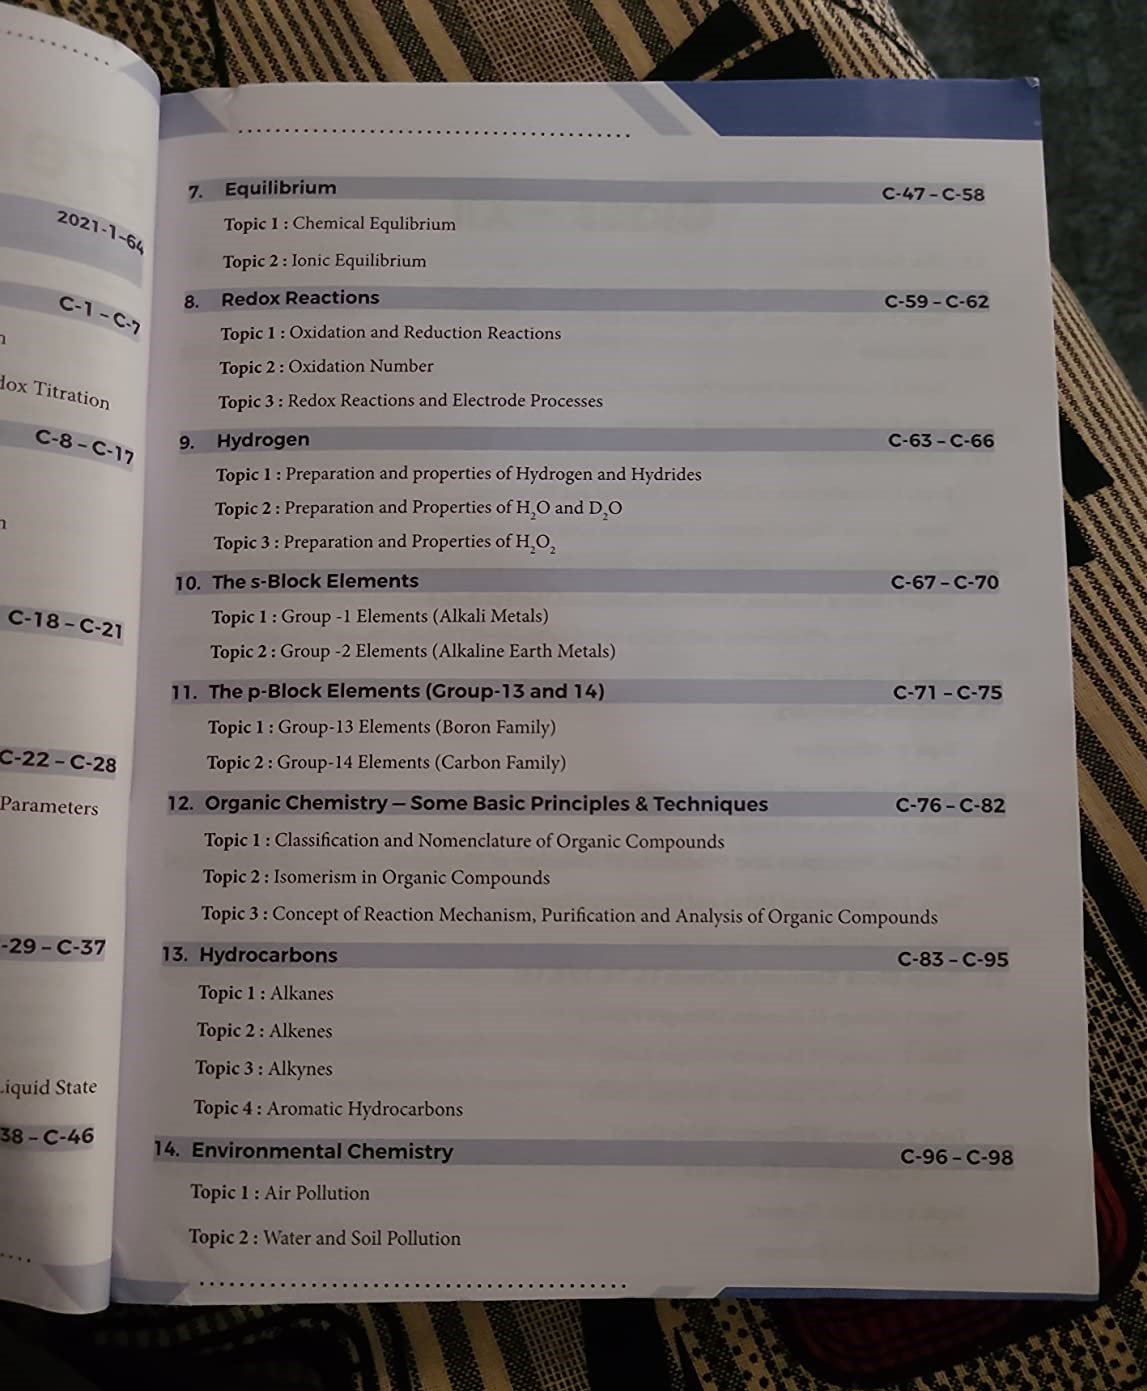 2021-1-64
C-1 – C-7
dox Titration
C-8 – C-17
C-18 – C-21
C-22 – C-28
Parameters
-29 – C-37
Liquid State
38 – C-46
7. Equilibrium C-47 – C-58
Topic 1 : Chemical Equlibrium
Topic 2 : Ionic Equilibrium
8. Redox Reactions C-59 – C-62
Topic 1 : Oxidation and Reduction Reactions
Topic 2 : Oxidation Number
Topic 3 : Redox Reactions and Electrode Processes
9. Hydrogen C-63 – C-66
Topic 1 : Preparation and properties of Hydrogen and Hydrides
Topic 2 : Preparation and Properties of H₂O and D₂O
Topic 3 : Preparation and Properties of H₂O₂
10. The s-Block Elements C-67 – C-70
Topic 1 : Group -1 Elements (Alkali Metals)
Topic 2 : Group -2 Elements (Alkaline Earth Metals)
11. The p-Block Elements (Group-13 and 14) C-71 – C-75
Topic 1 : Group-13 Elements (Boron Family)
Topic 2 : Group-14 Elements (Carbon Family)
12. Organic Chemistry – Some Basic Principles & Techniques C-76 – C-82
Topic 1 : Classification and Nomenclature of Organic Compounds
Topic 2 : Isomerism in Organic Compounds
Topic 3 : Concept of Reaction Mechanism, Purification and Analysis of Organic Compounds
13. Hydrocarbons C-83 – C-95
Topic 1 : Alkanes
Topic 2 : Alkenes
Topic 3 : Alkynes
Topic 4 : Aromatic Hydrocarbons
14. Environmental Chemistry C-96 – C-98
Topic 1 : Air Pollution
Topic 2 : Water and Soil Pollution